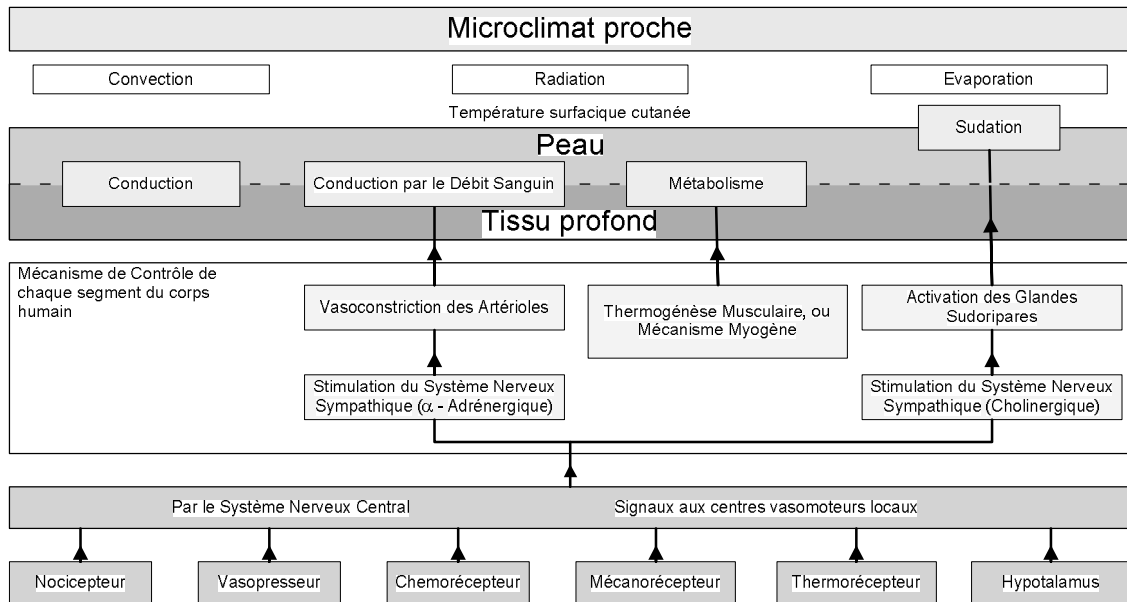 Microclimat proche
Convection
Radiation
Evaporation
Température surfacique cutanée
Sudation
Peau
Conduction
Conduction par le Débit Sanguin
Métabolisme
Tissu profond
Mécanisme de Contrôle de
chaque segment du corps
humain
Vasoconstriction des Artérioles
Thermogénèse Musculaire, ou
Mécanisme Myogène
Activation des Glandes
Sudoripares
Stimulation du Système Nerveux
Sympathique (α - Adrénergique)
Stimulation du Système Nerveux
Sympathique (Cholinergique)
Par le Système Nerveux Central
Signaux aux centres vasomoteurs locaux
Nocicepteur
Vasopresseur
Chemorécepteur
Mécanorécepteur
Thermorécepteur
Hypotalamus